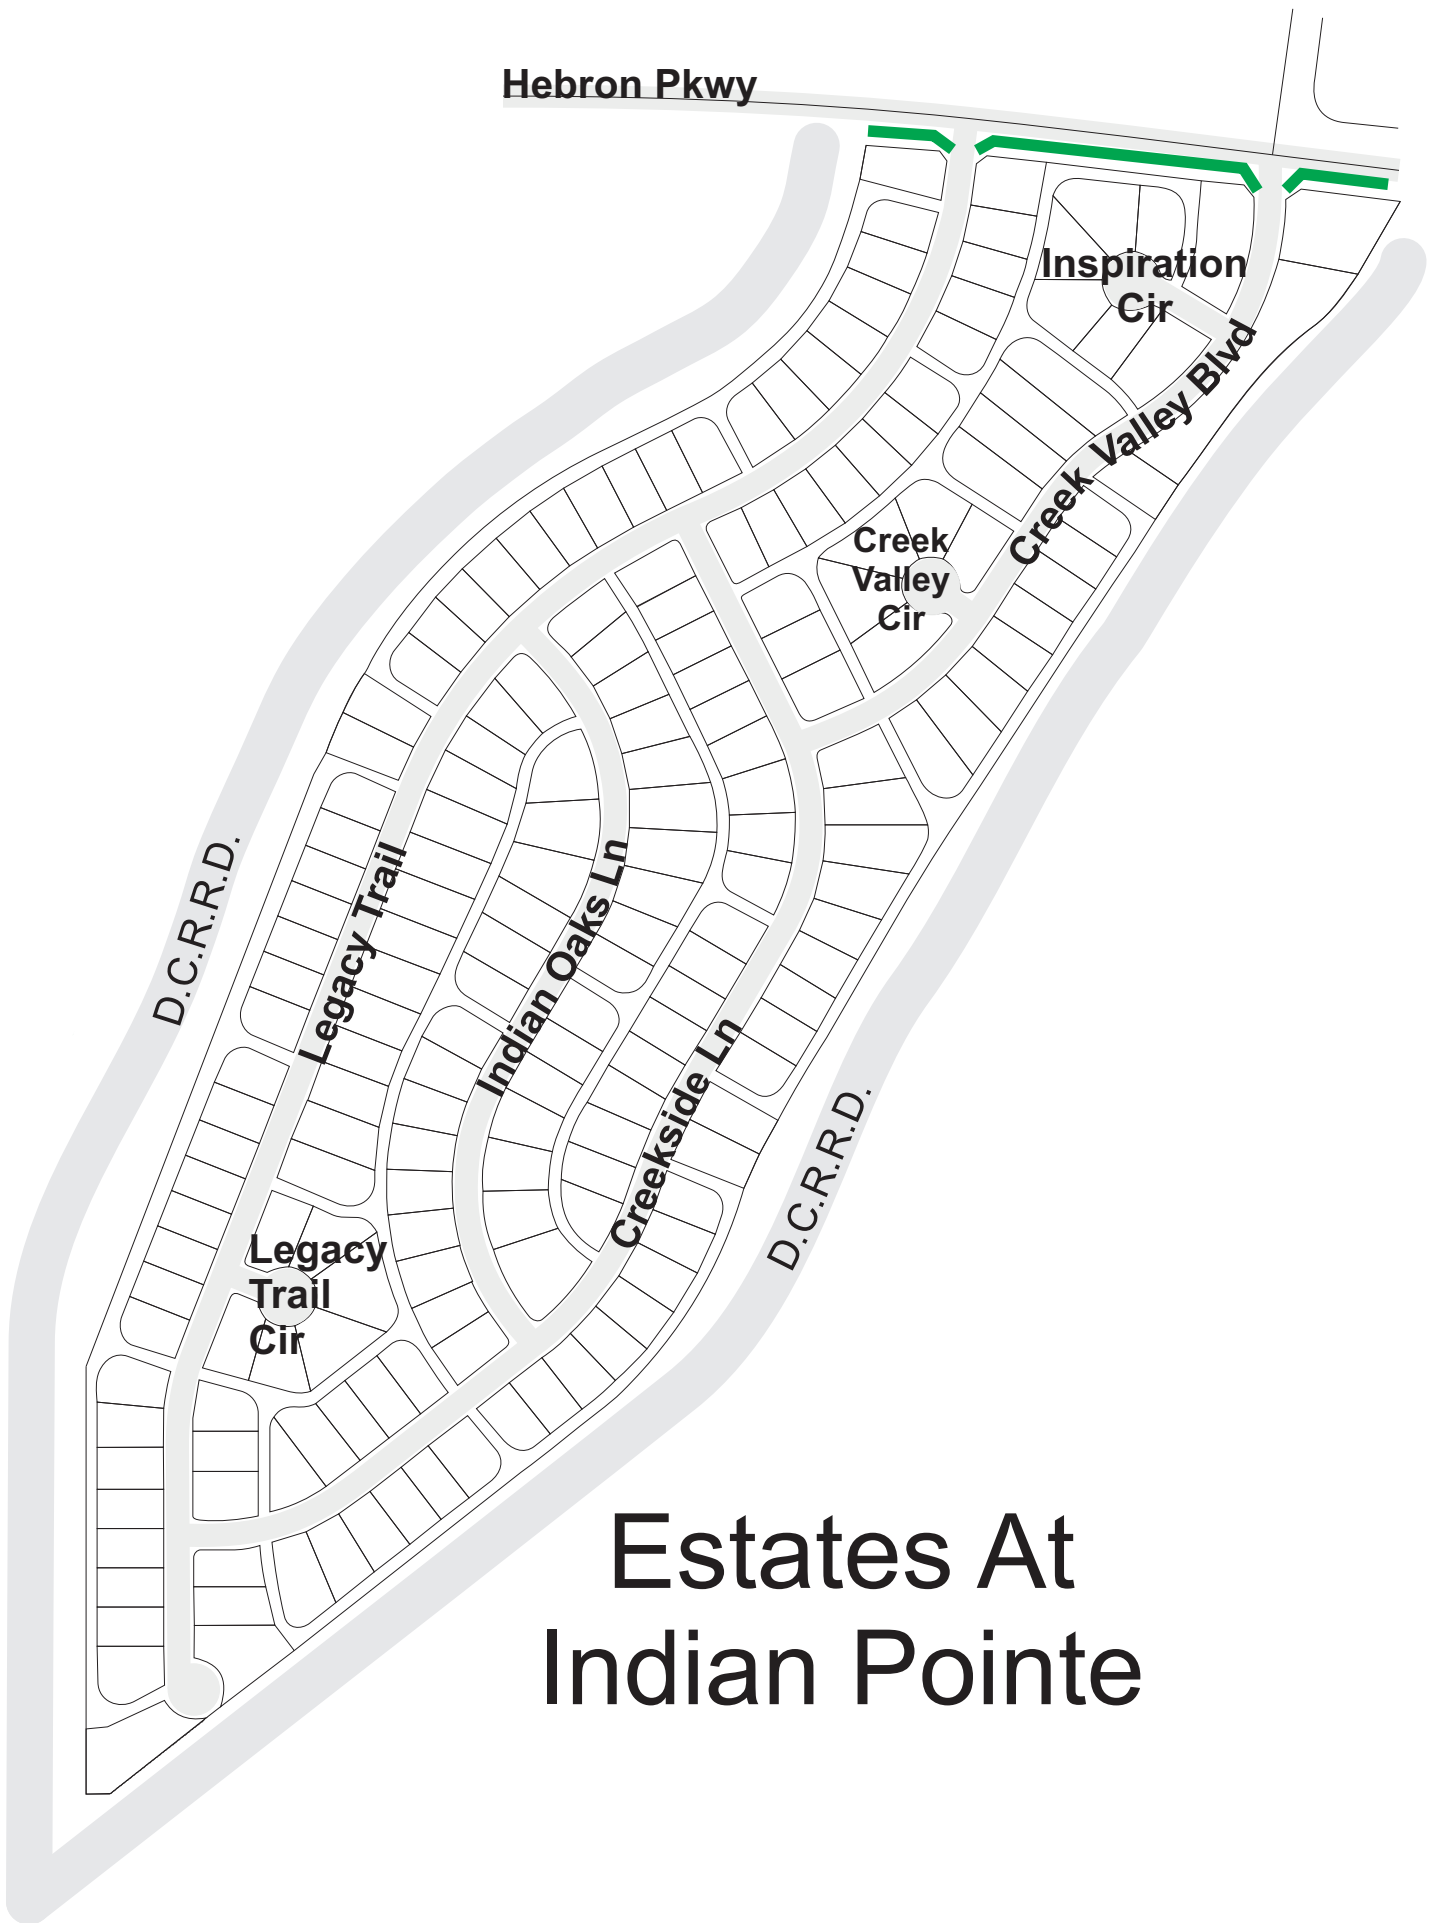 Hebron Pkwy
Inspiration
Cir
Creek Valley Blvd
Creek
Valley
Cir
D.C.R.R.D.
Legacy Trail
Indian Oaks Ln
Creekside Ln
D.C.R.R.D.
Legacy
Trail
Cir
Estates At
Indian Pointe